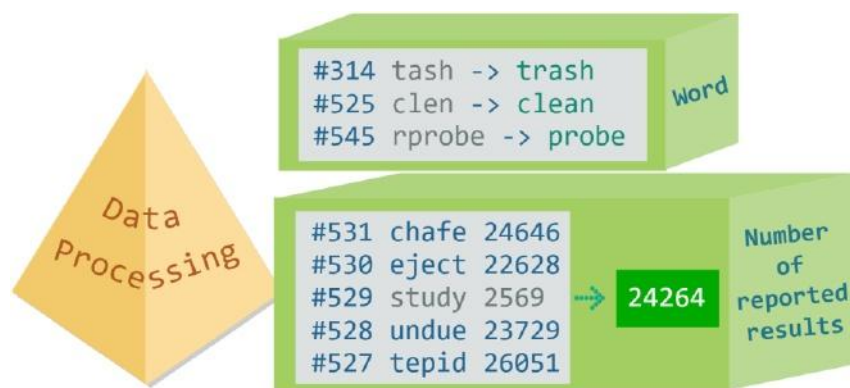 Data
Processing
#314 tash -> trash
#525 clen -> clean
#545 rprobe -> probe
Word
#531 chafe 24646
#530 eject 22628
#529 study 2569
#528 undue 23729
#527 tepid 26051
24264
Number
of
reported
results